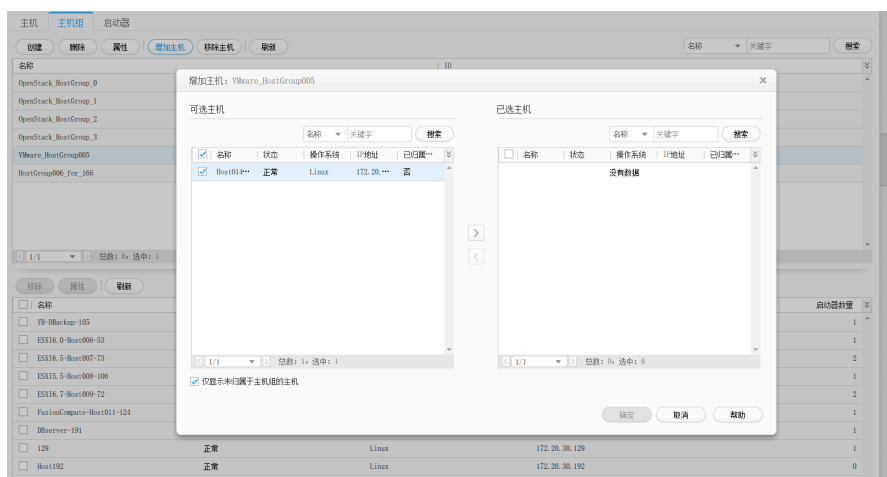 主机 主机组 启动器
创建 删除 属性 增加主机 移除主机 刷新 名称 关键字 搜索
名称 ID
OpenStack_HostGroup_0
OpenStack_HostGroup_1
OpenStack_HostGroup_2
OpenStack_HostGroup_3
VMware_HostGroup005
HostGroup006_for_166
1/1 总数: 6, 选中: 1
增加主机: VMware_HostGroup005
可选主机
名称 关键字 搜索
名称 状态 操作系统 IP地址 已归属…
Host014… 正常 Linux 172.20.… 否
1/1 总数: 1, 选中: 1
仅显示未归属于主机组的主机
已选主机
名称 关键字 搜索
名称 状态 操作系统 IP地址 已归属…
没有数据
1/1 总数: 0, 选中: 0
确定 取消 帮助
移除 属性 刷新
名称 启动器数量
YB-DBackup-105 1
ESXI6.0-Host006-53 1
ESXI6.5-Host007-73 2
ESXI5.5-Host008-106 1
ESXI6.7-Host009-72 2
FusionCompute-Host011-124 1
DBserver-191 1
129 正常 Linux 172.20.30.129 1
Host192 正常 Linux 172.20.30.192 0